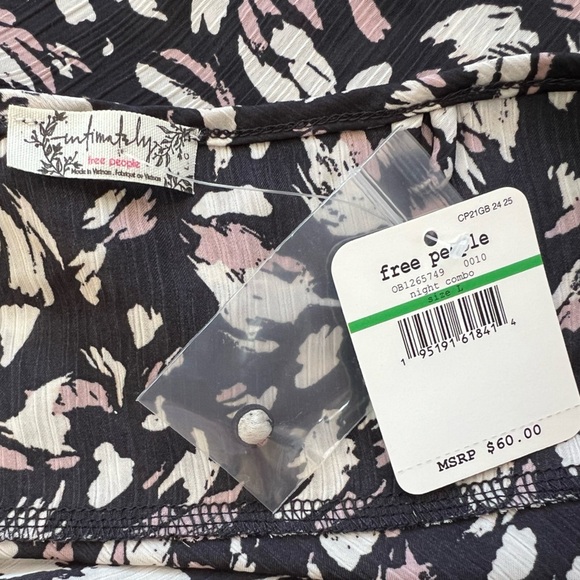 intimately
free people
Made in Vietnam . Fabriqué au Vietnam
CP21GB 24 25
free people
OB1265749 0010
night combo
size L
1 95191 61841 4
MSRP $60.00